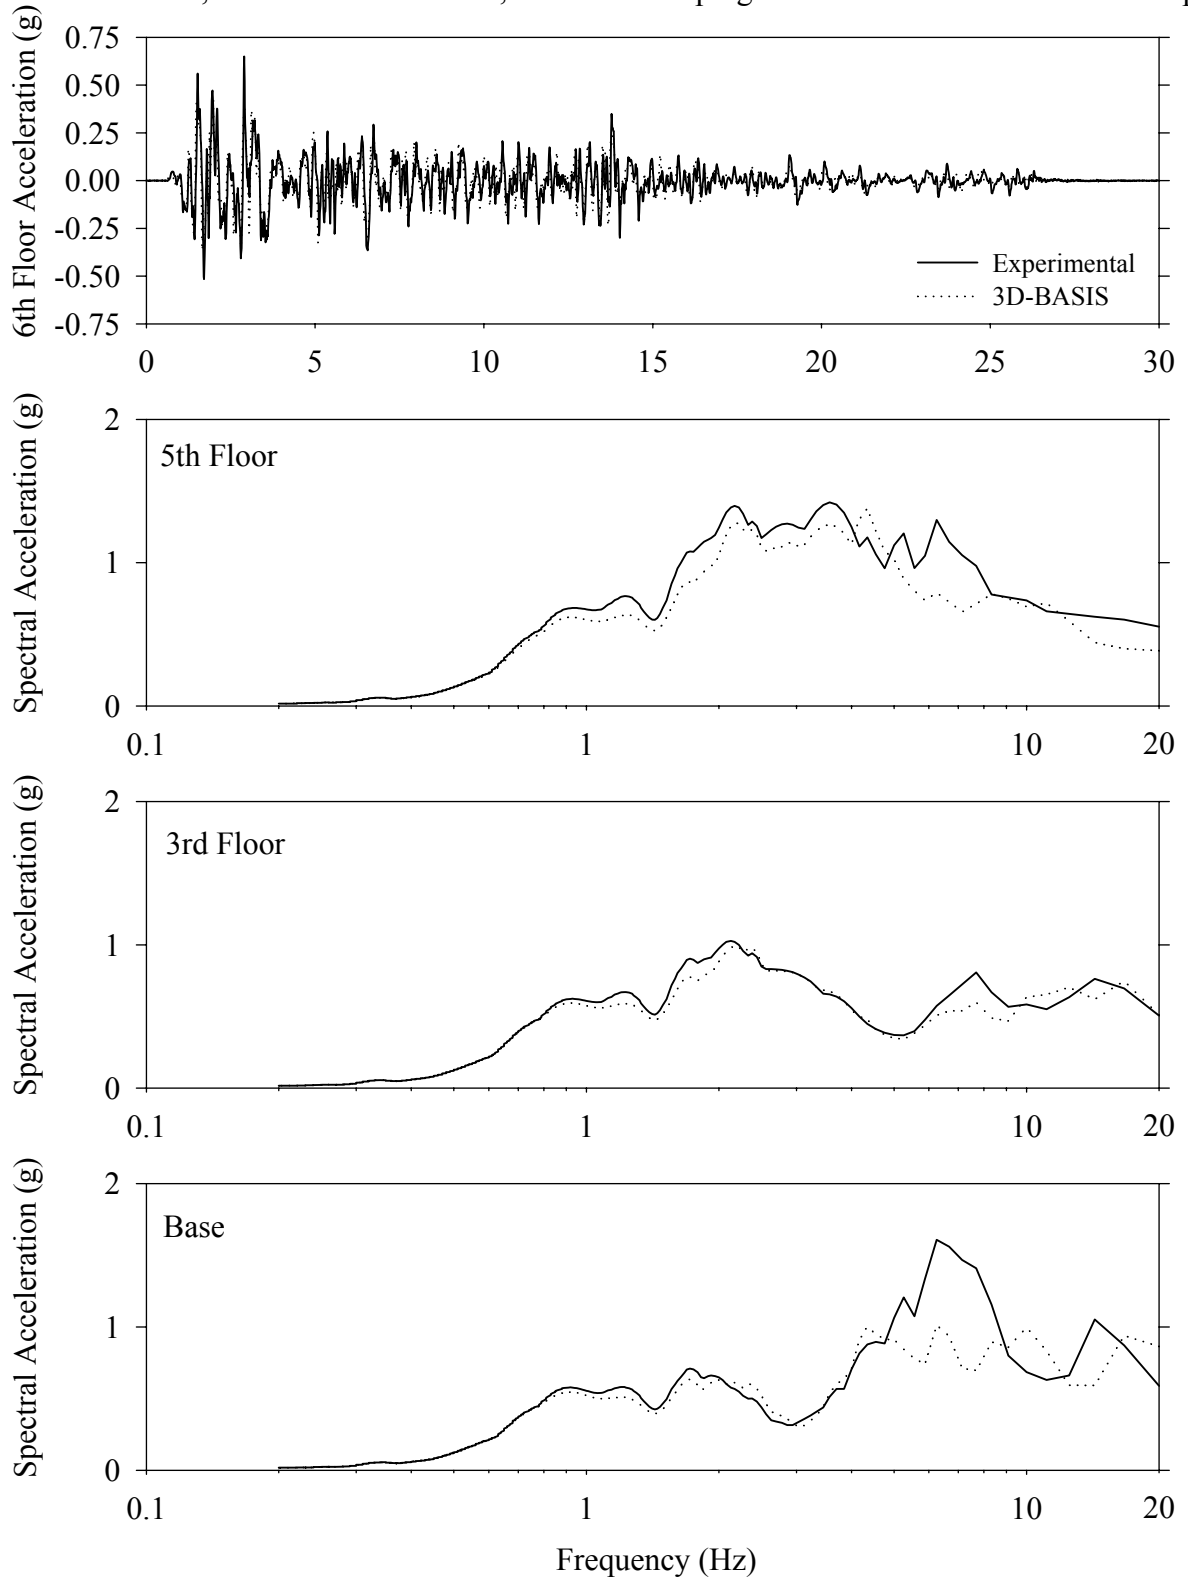 6th Floor Acceleration (g)
0.75
0.50
0.25
0.00
-0.25
-0.50
-0.75
Experimental
3D-BASIS
0 5 10 15 20 25 30
Spectral Acceleration (g)
2
1
0
5th Floor
0.1 1 10 20
Spectral Acceleration (g)
2
1
0
3rd Floor
0.1 1 10 20
Spectral Acceleration (g)
2
1
0
Base
0.1 1 10 20
Frequency (Hz)